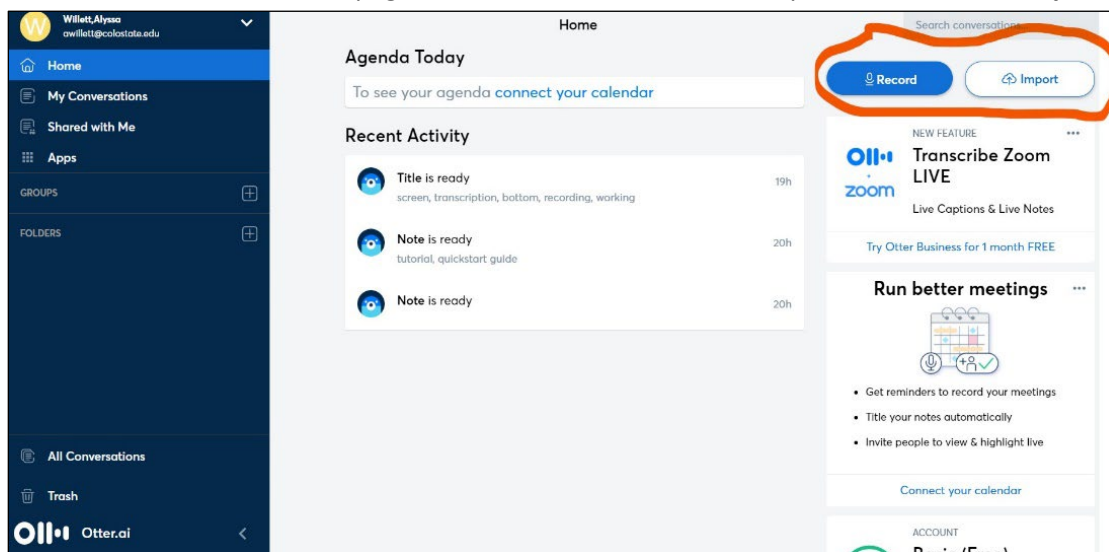 W
Willett,Alyssa
awillett@colostate.edu
Home
My Conversations
Shared with Me
Apps
GROUPS
FOLDERS
All Conversations
Trash
Otter.ai
Home
Search conversations
Agenda Today
To see your agenda connect your calendar
Recent Activity
Title is ready
19h
screen, transcription, bottom, recording, working
Note is ready
20h
tutorial, quickstart guide
Note is ready
20h
Record
Import
NEW FEATURE
Transcribe Zoom
LIVE
zoom
Live Captions & Live Notes
Try Otter Business for 1 month FREE
Run better meetings
• Get reminders to record your meetings
• Title your notes automatically
• Invite people to view & highlight live
Connect your calendar
ACCOUNT
Basic (Free)